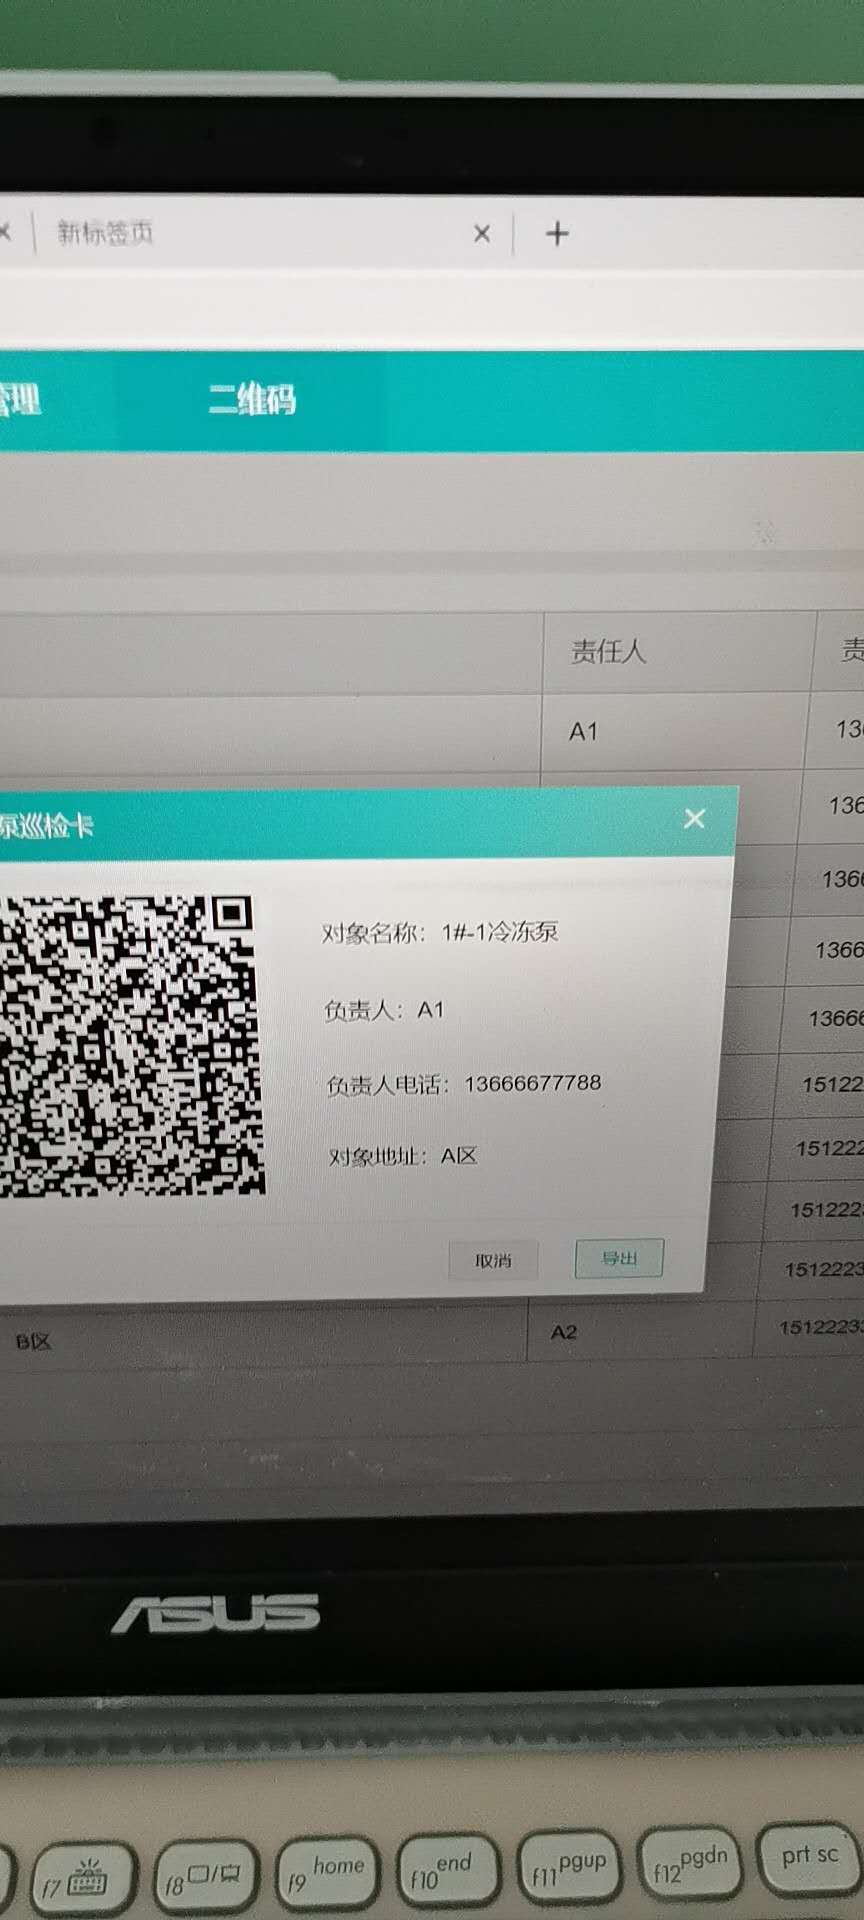 新标签页
管理
二维码
责任人
责
A1
13
泵巡检卡
136
1366
对象名称：1#-1冷冻泵
1366
负责人：A1
13666
负责人电话：13666677788
15122
151222
对象地址：A区
151222
取消
导出
1512223
B区
A2
1512223
ASUS
f7
f8
f9 home
f10 end
f11 pgup
f12 pgdn
prt sc